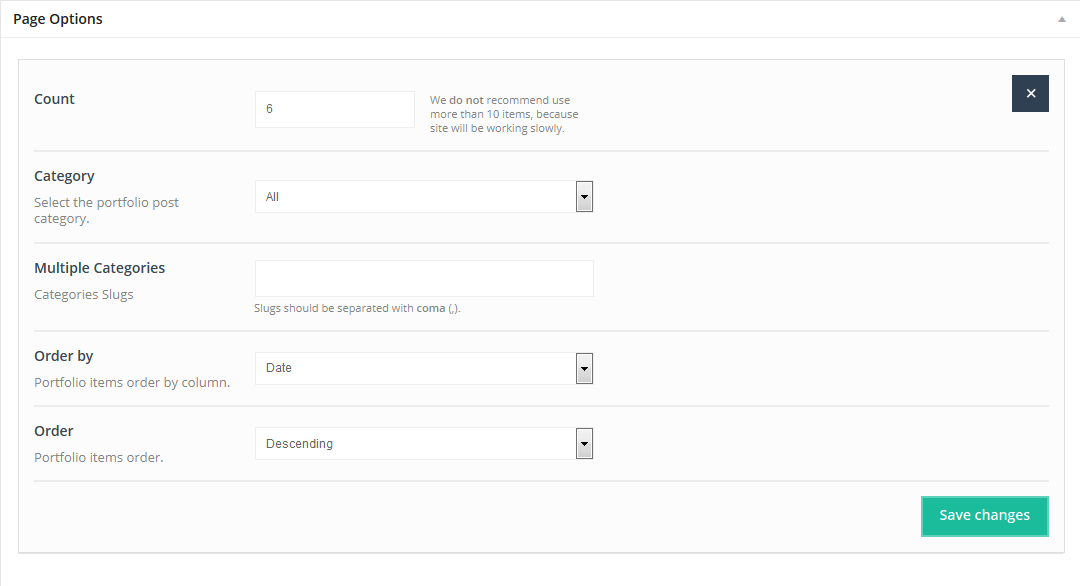 Page Options
Count
6
We do not recommend use
more than 10 items, because
site will be working slowly.
Category
Select the portfolio post
category.
All
Multiple Categories
Categories Slugs
Slugs should be separated with coma (,).
Order by
Portfolio items order by column.
Date
Order
Portfolio items order.
Descending
Save changes